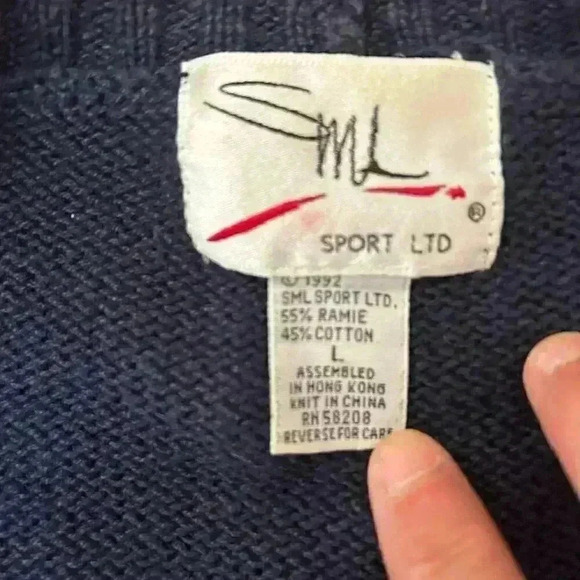 SML
®
SPORT LTD
© 1992
SML SPORT LTD.
55% RAMIE
45% COTTON
L
ASSEMBLED
IN HONG KONG
KNIT IN CHINA
RN 58208
REVERSE FOR CARE